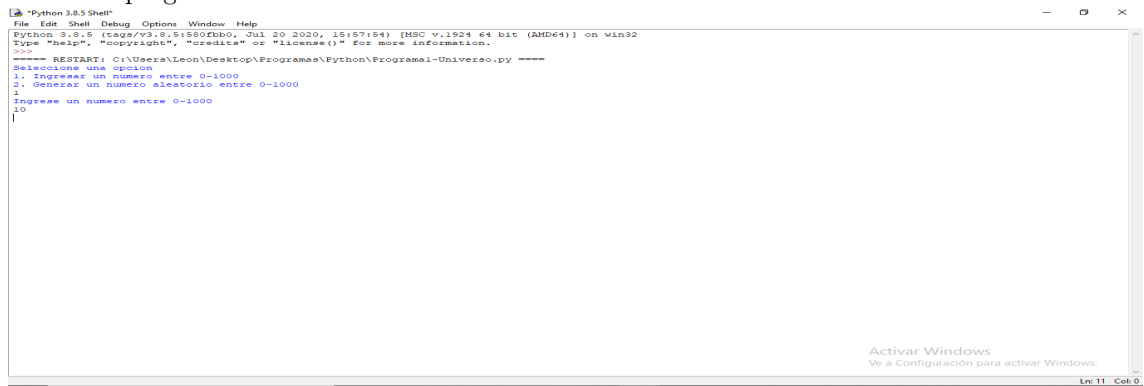 *Python 3.8.5 Shell*
File Edit Shell Debug Options Window Help
Python 3.8.5 (tags/v3.8.5:580fbb0, Jul 20 2020, 15:57:54) [MSC v.1924 64 bit (AMD64)] on win32
Type "help", "copyright", "credits" or "license()" for more information.
>>>
===== RESTART: C:\Users\Leon\Desktop\Programas\Python\Programa1-Universo.py ====
Seleccione una opcion
1. Ingresar un numero entre 0-1000
2. Generar un numero aleatorio entre 0-1000
1
Ingrese un numero entre 0-1000
10
Activar Windows
Ve a Configuración para activar Windows.
Ln: 11 Col: 0